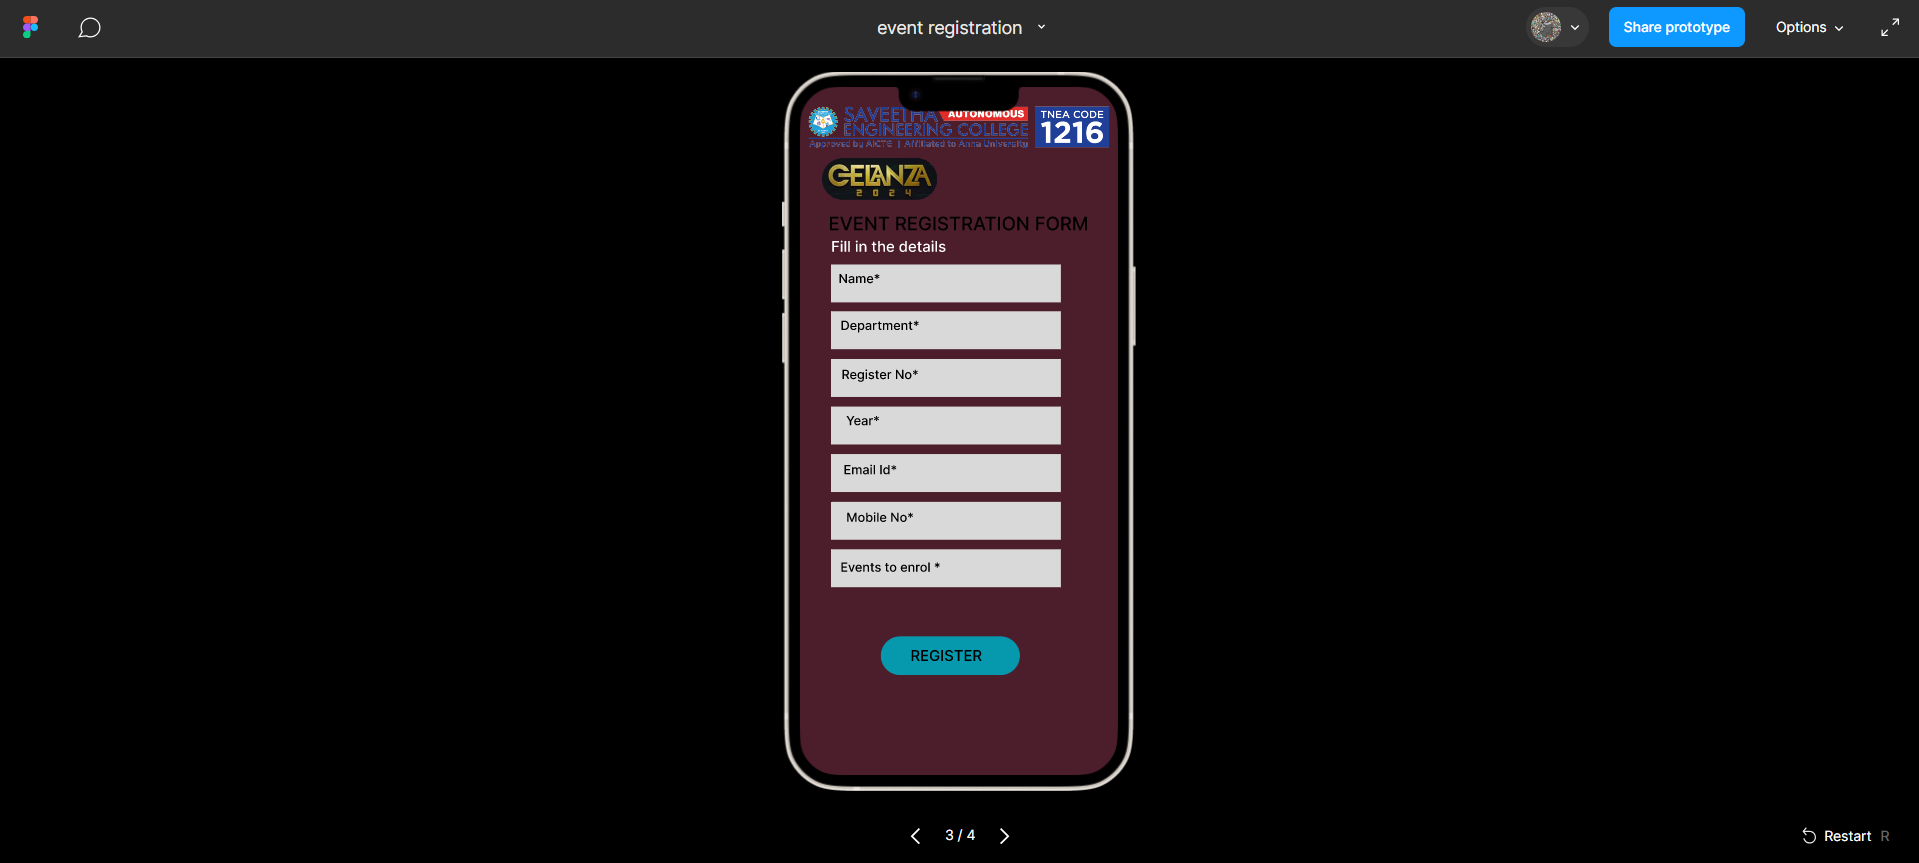 event registration
Share prototype
Options
SAVEETHA AUTONOMOUS
ENGINEERING COLLEGE
Approved by AICTE | Affiliated to Anna University
TNEA CODE
1216
GELANZA
2024
EVENT REGISTRATION FORM
Fill in the details
Name*
Department*
Register No*
Year*
Email Id*
Mobile No*
Events to enrol *
REGISTER
3 / 4
Restart R